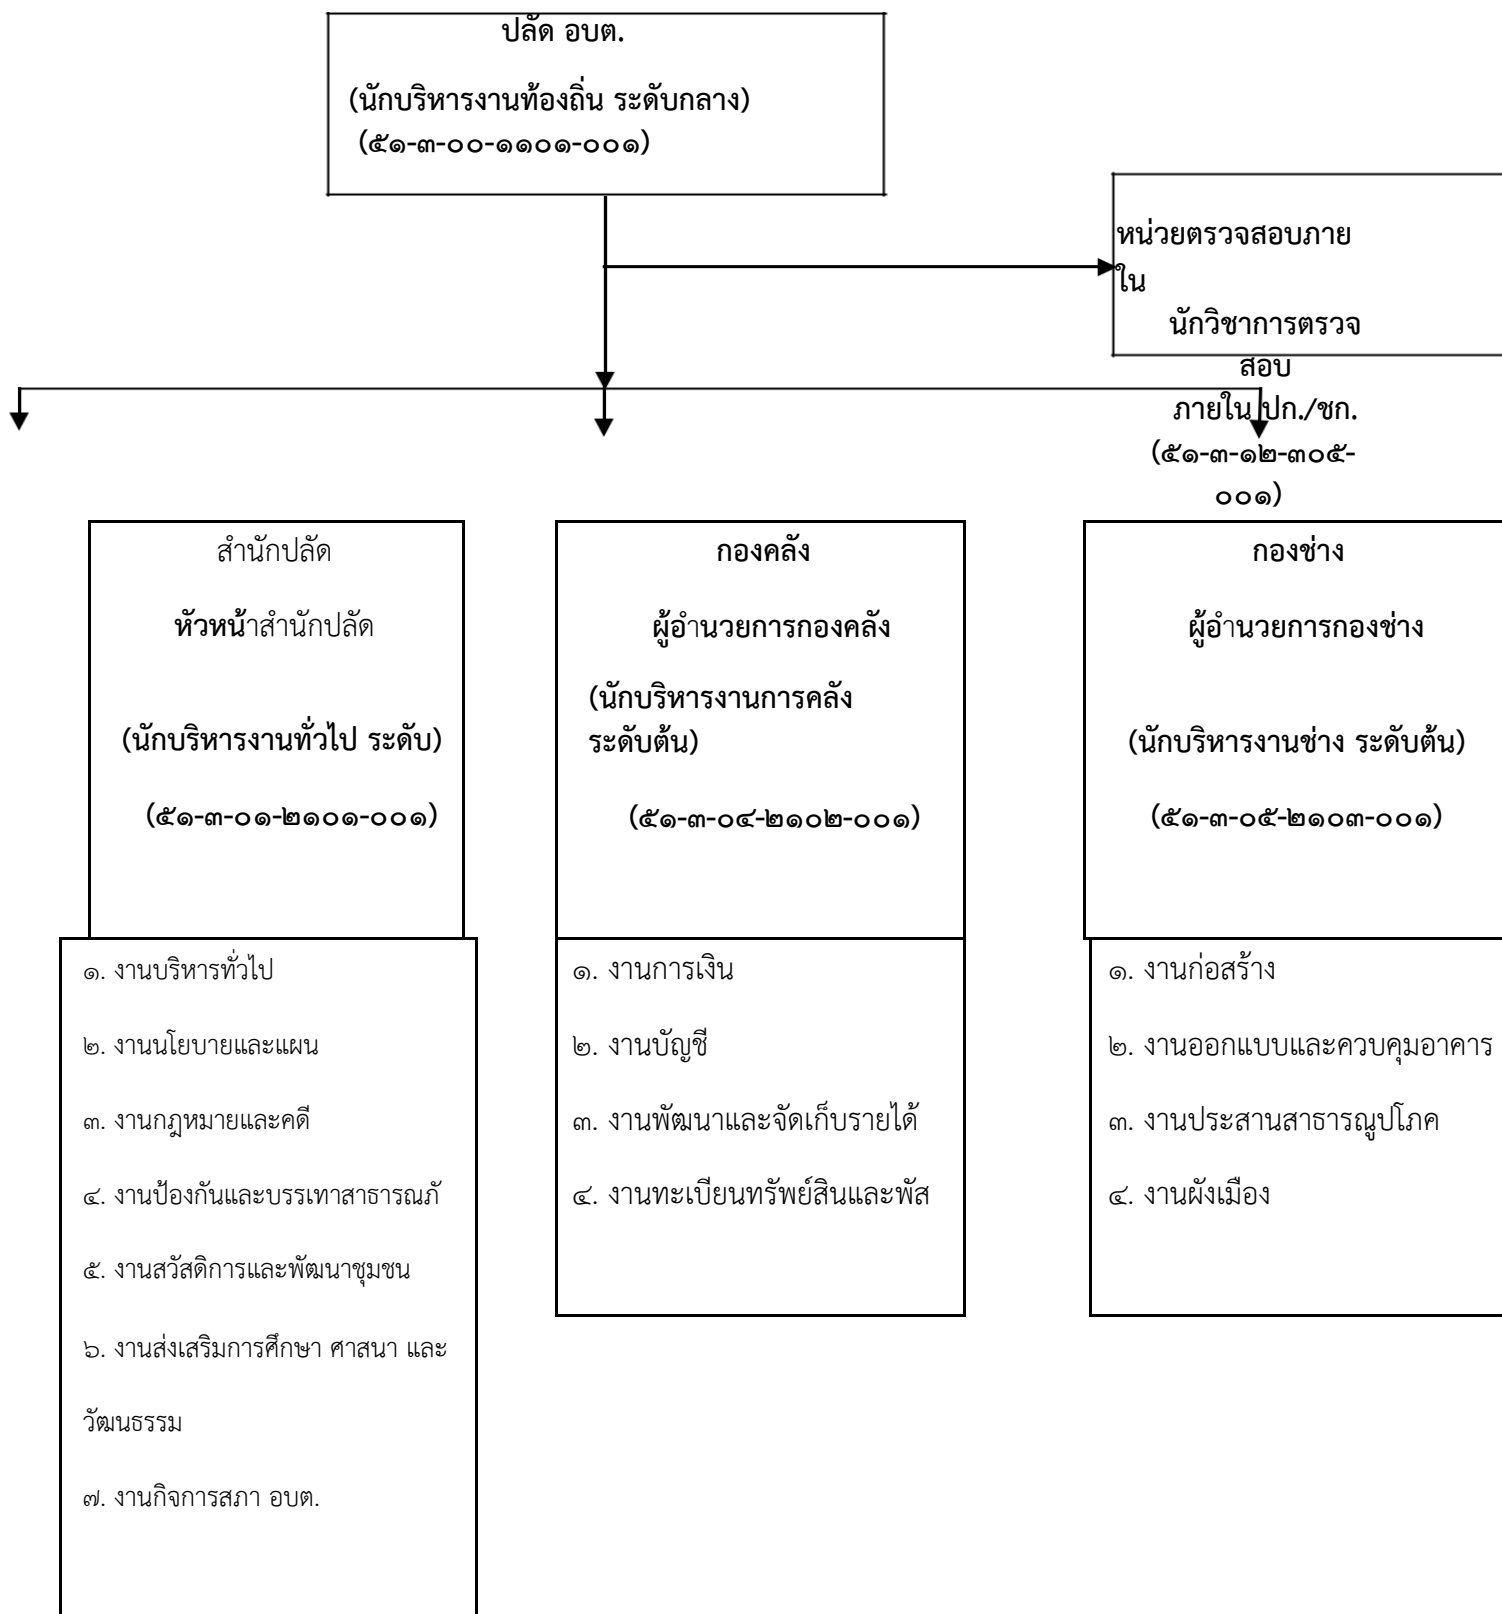 ปลัด อบต.
(นักบริหารงานท้องถิ่น ระดับกลาง)
(๕๑-๓-๐๐-๑๑๐๑-๐๐๑)
หน่วยตรวจสอบภาย
ใน
นักวิชาการตรวจ
สอบ
ภายใน ปก./ชก.
(๕๑-๓-๑๒-๓๐๕-
๐๐๑)
สำนักปลัด
หัวหน้าสำนักปลัด
(นักบริหารงานทั่วไป ระดับ)
(๕๑-๓-๐๑-๒๑๐๑-๐๐๑)
๑. งานบริหารทั่วไป
๒. งานนโยบายและแผน
๓. งานกฎหมายและคดี
๔. งานป้องกันและบรรเทาสาธารณภั
๕. งานสวัสดิการและพัฒนาชุมชน
๖. งานส่งเสริมการศึกษา ศาสนา และ
วัฒนธรรม
๗. งานกิจการสภา อบต.
กองคลัง
ผู้อำนวยการกองคลัง
(นักบริหารงานการคลัง
ระดับต้น)
(๕๑-๓-๐๔-๒๑๐๒-๐๐๑)
๑. งานการเงิน
๒. งานบัญชี
๓. งานพัฒนาและจัดเก็บรายได้
๔. งานทะเบียนทรัพย์สินและพัส
กองช่าง
ผู้อำนวยการกองช่าง
(นักบริหารงานช่าง ระดับต้น)
(๕๑-๓-๐๕-๒๑๐๓-๐๐๑)
๑. งานก่อสร้าง
๒. งานออกแบบและควบคุมอาคาร
๓. งานประสานสาธารณูปโภค
๔. งานผังเมือง